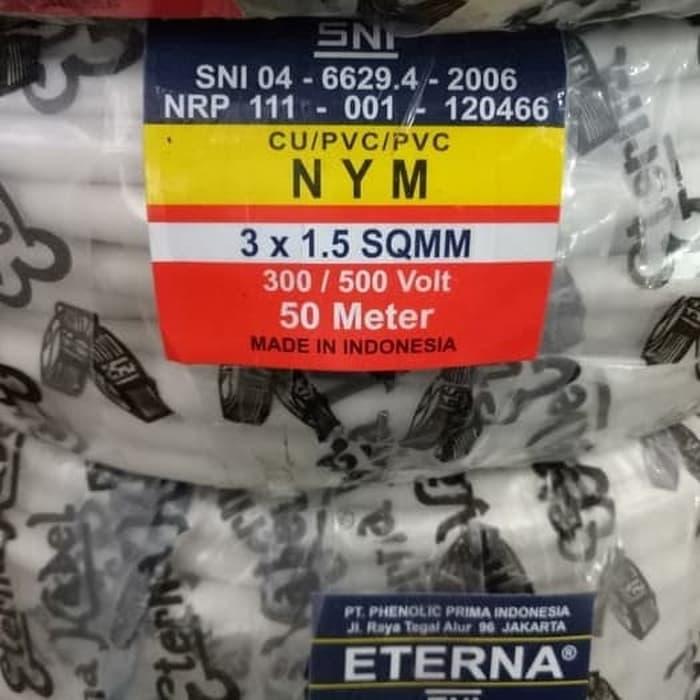 SNI
SNI 04 - 6629.4 - 2006
NRP 111 - 001 - 120466
CU/PVC/PVC
NYM
3 x 1.5 SQMM
300 / 500 Volt
50 Meter
MADE IN INDONESIA
Kabel
PT. PHENOLIC PRIMA INDONESIA
Jl. Raya Tegal Alur 96 JAKARTA
ETERNA®